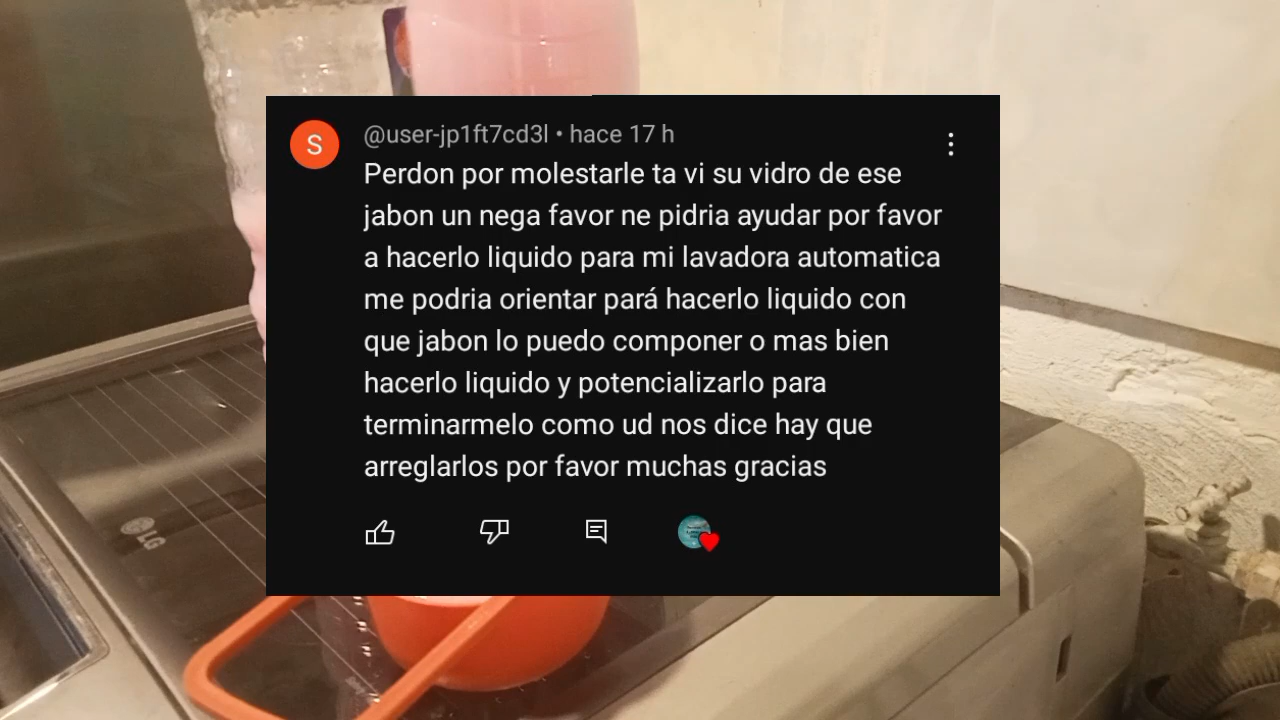 S
@user-jp1ft7cd3l • hace 17 h
Perdon por molestarle ta vi su vidro de ese
jabon un nega favor ne pidria ayudar por favor
a hacerlo liquido para mi lavadora automatica
me podria orientar pará hacerlo liquido con
que jabon lo puedo componer o mas bien
hacerlo liquido y potencializarlo para
terminarmelo como ud nos dice hay que
arreglarlos por favor muchas gracias
LG